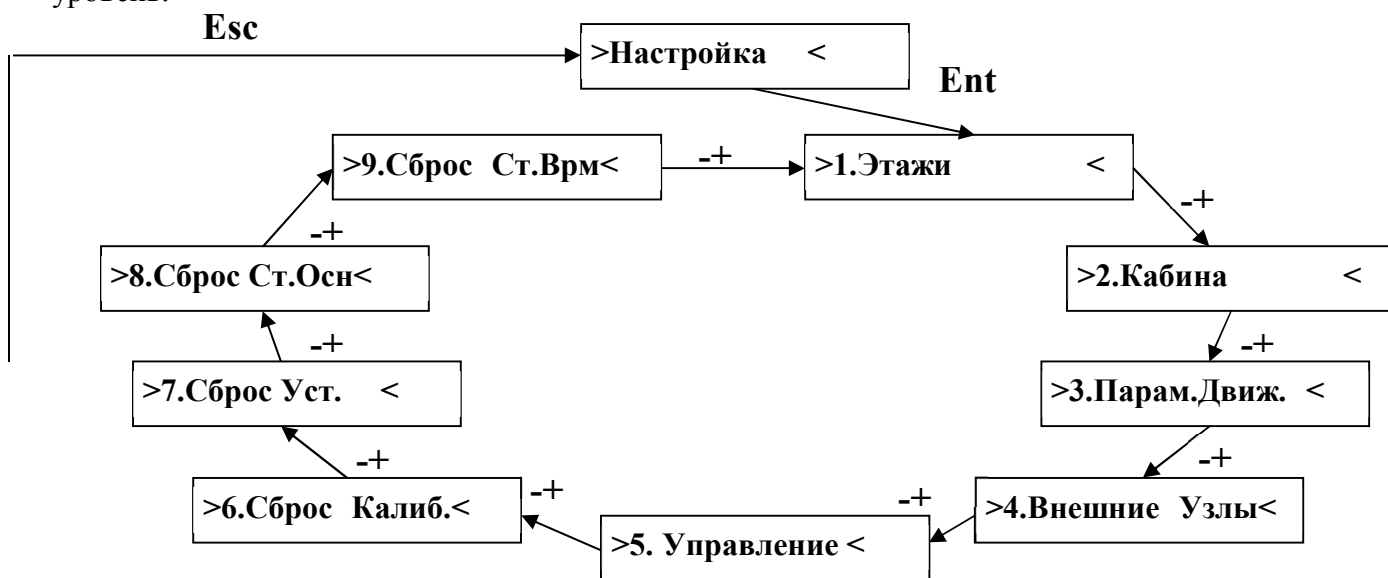 Esc
>Настройка <
Ent
>9.Сброс Ст.Врм<
-+
>1.Этажи <
-+
-+
>8.Сброс Ст.Осн<
>2.Кабина <
-+
-+
>7.Сброс Уст. <
>3.Парам.Движ. <
-+
-+
>6.Сброс Калиб.<
-+
-+
>4.Внешние Узлы<
>5. Управление <